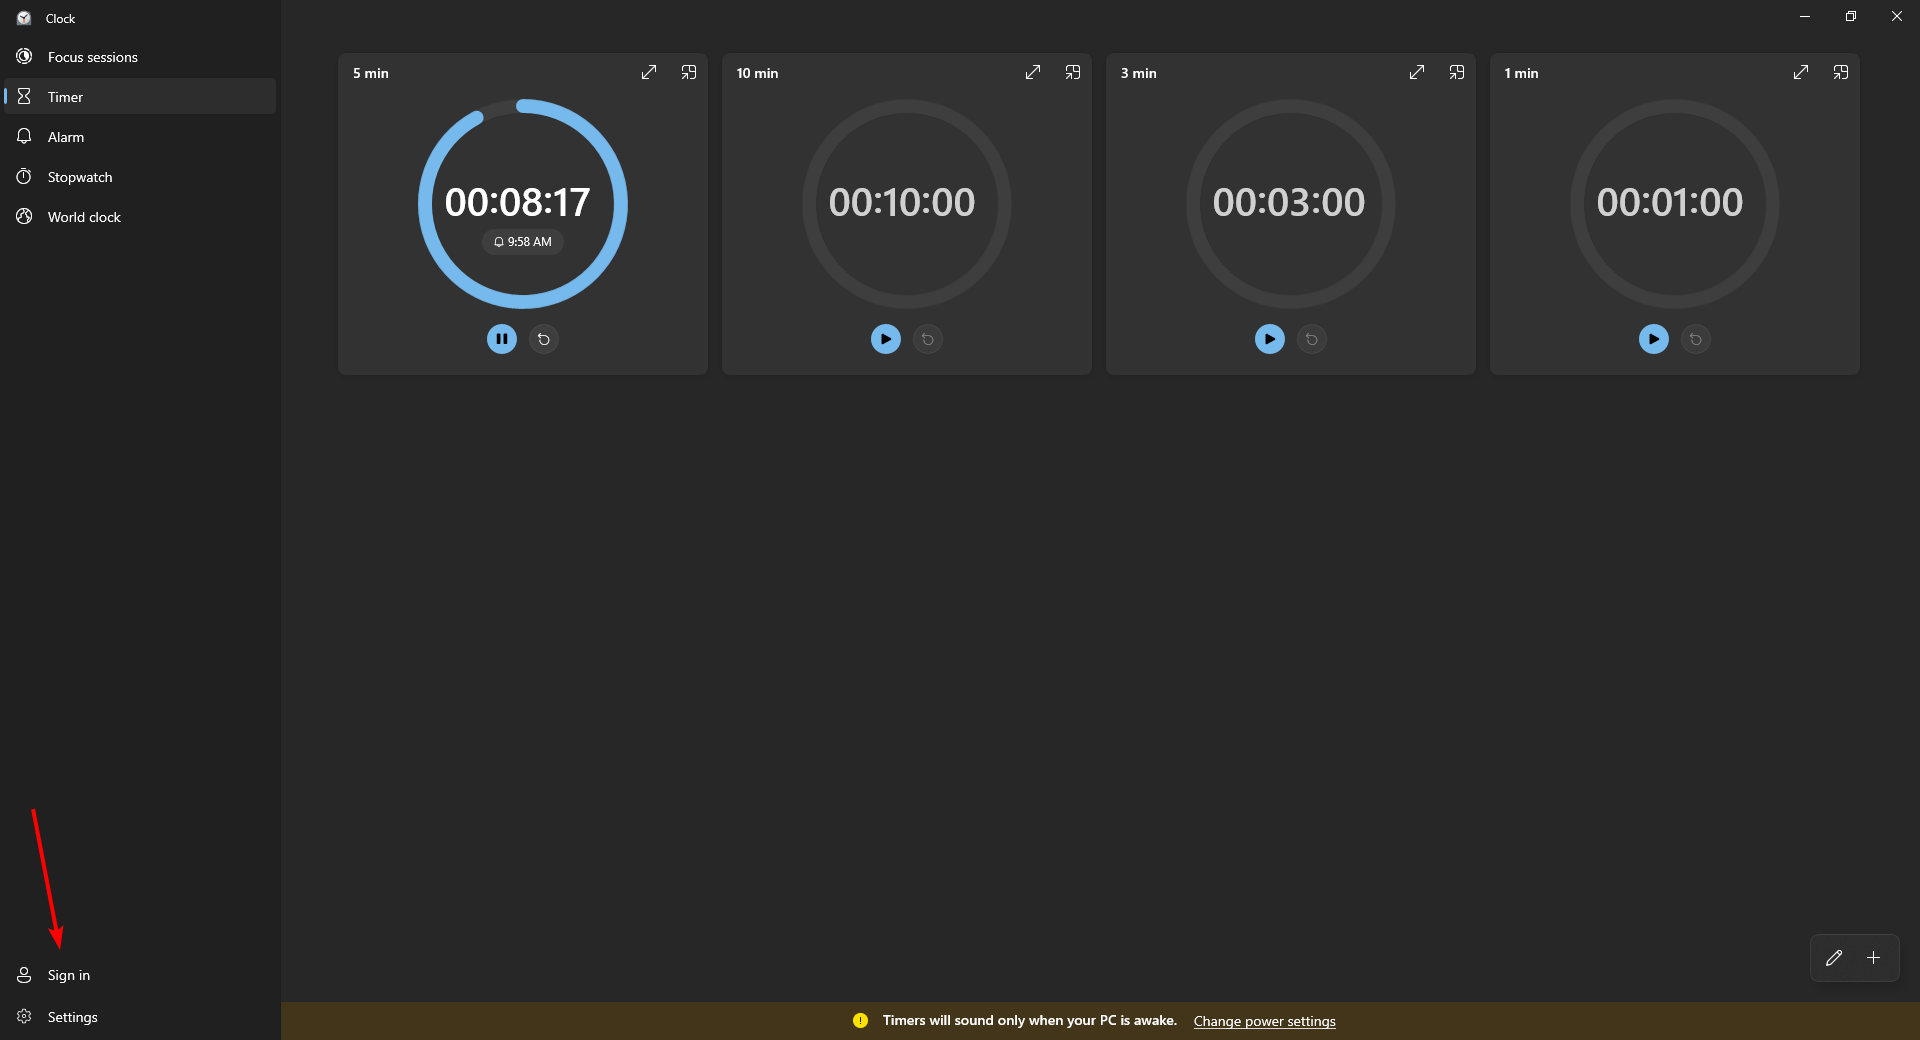 Clock
Focus sessions
Timer
Alarm
Stopwatch
World clock
5 min
00:08:17
9:58 AM
10 min
00:10:00
3 min
00:03:00
1 min
00:01:00
Sign in
Settings
Timers will sound only when your PC is awake. Change power settings